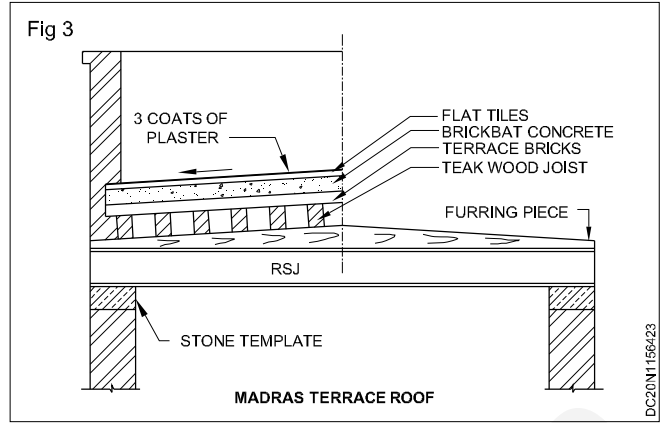 Fig 3
3 COATS OF
PLASTER
FLAT TILES
BRICKBAT CONCRETE
TERRACE BRICKS
TEAK WOOD JOIST
FURRING PIECE
RSJ
STONE TEMPLATE
MADRAS TERRACE ROOF
DC20N1156423